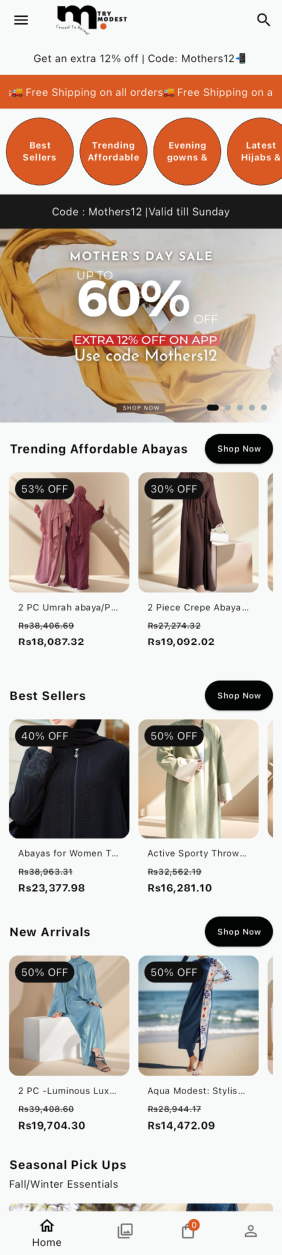 TRY
MODEST
Get an extra 12% off | Code: Mothers12📲
🚚 Free Shipping on all orders🚚 Free Shipping on a
Best
Sellers
Trending
Affordable
Evening
gowns &
Latest
Hijabs &
Code : Mothers12 |Valid till Sunday
MOTHER'S DAY SALE
UP TO
60%
OFF
EXTRA 12% OFF ON APP
Use code Mothers12
SHOP NOW
Trending Affordable Abayas
Shop Now
53% OFF
30% OFF
2 PC Umrah abaya/P...
2 Piece Crepe Abaya...
Rs38,406.69
Rs27,274.32
Rs18,087.32
Rs19,092.02
Best Sellers
Shop Now
40% OFF
50% OFF
Abayas for Women T...
Active Sporty Throw...
Rs38,963.31
Rs32,562.19
Rs23,377.98
Rs16,281.10
New Arrivals
Shop Now
50% OFF
50% OFF
2 PC -Luminous Lux...
Aqua Modest: Stylis...
Rs39,408.60
Rs28,944.17
Rs19,704.30
Rs14,472.09
Seasonal Pick Ups
Fall/Winter Essentials
0
Home